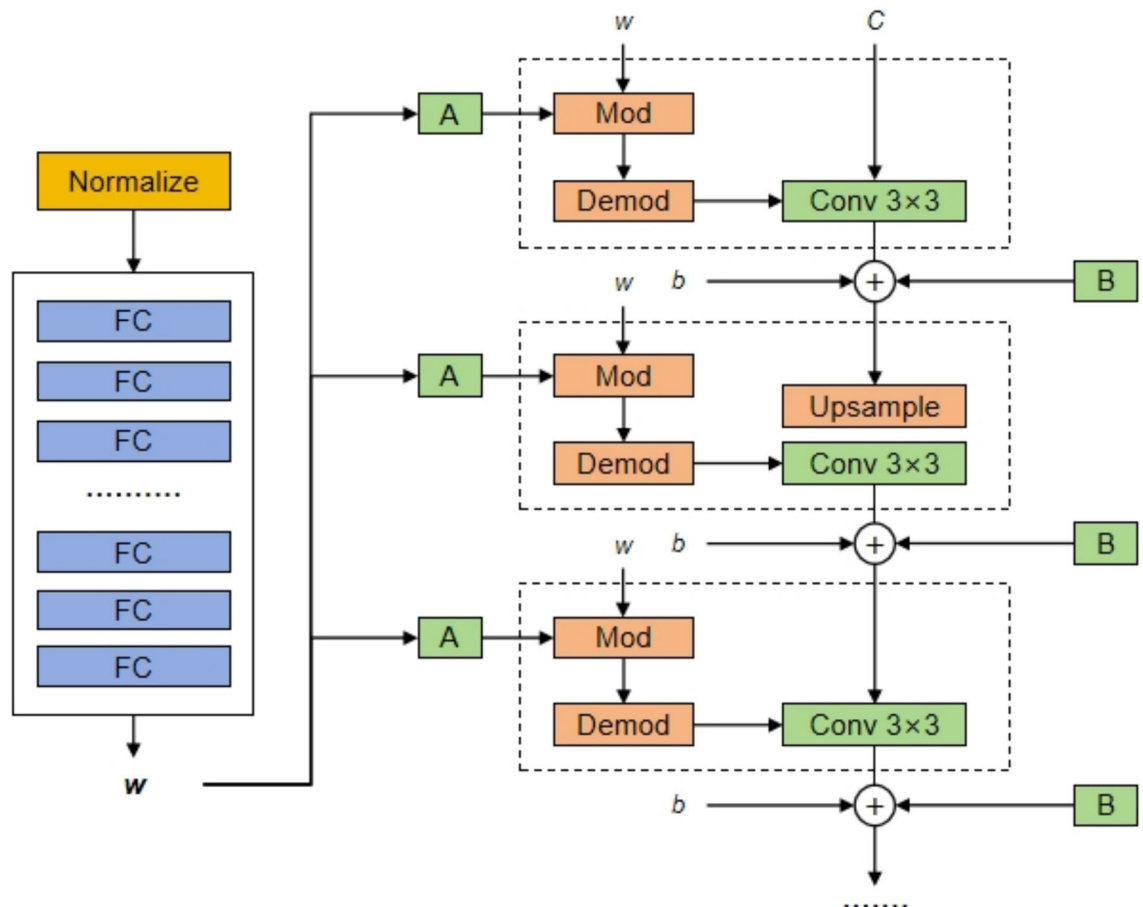 Normalize
FC
FC
FC
..........
FC
FC
FC
w
w
C
A
Mod
Demod
Conv 3×3
b
+
B
w
A
Mod
Upsample
Demod
Conv 3×3
w
b
+
B
A
Mod
Demod
Conv 3×3
b
+
B
.......